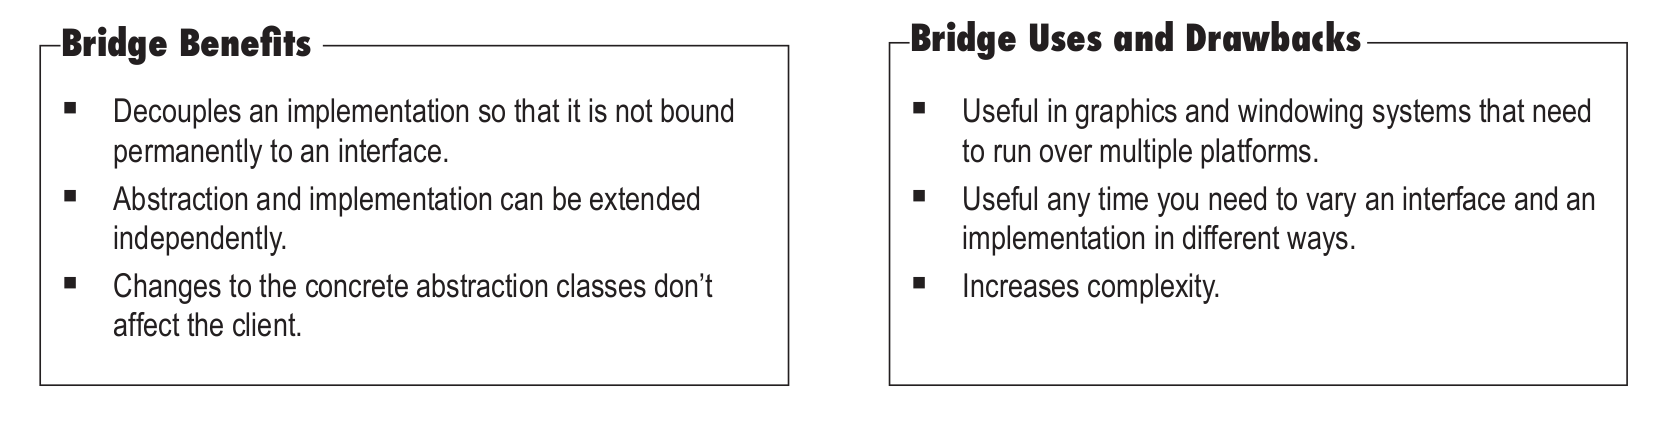 Bridge Benefits
■ Decouples an implementation so that it is not bound
permanently to an interface.
■ Abstraction and implementation can be extended
independently.
■ Changes to the concrete abstraction classes don’t
affect the client.
Bridge Uses and Drawbacks
■ Useful in graphics and windowing systems that need
to run over multiple platforms.
■ Useful any time you need to vary an interface and an
implementation in different ways.
■ Increases complexity.